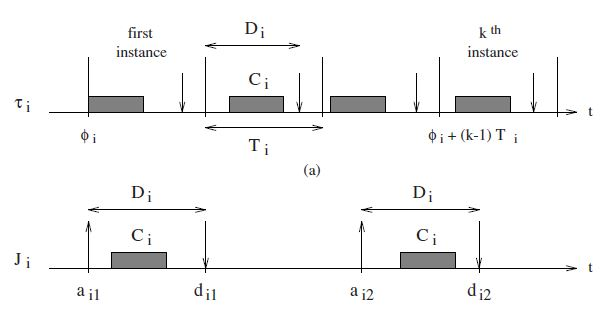 first
instance
D i
k th
instance
C i
τ i
t
ϕ i
T i
ϕ i + (k-1) T i
(a)
D i
D i
C i
C i
J i
t
a i1
d i1
a i2
d i2